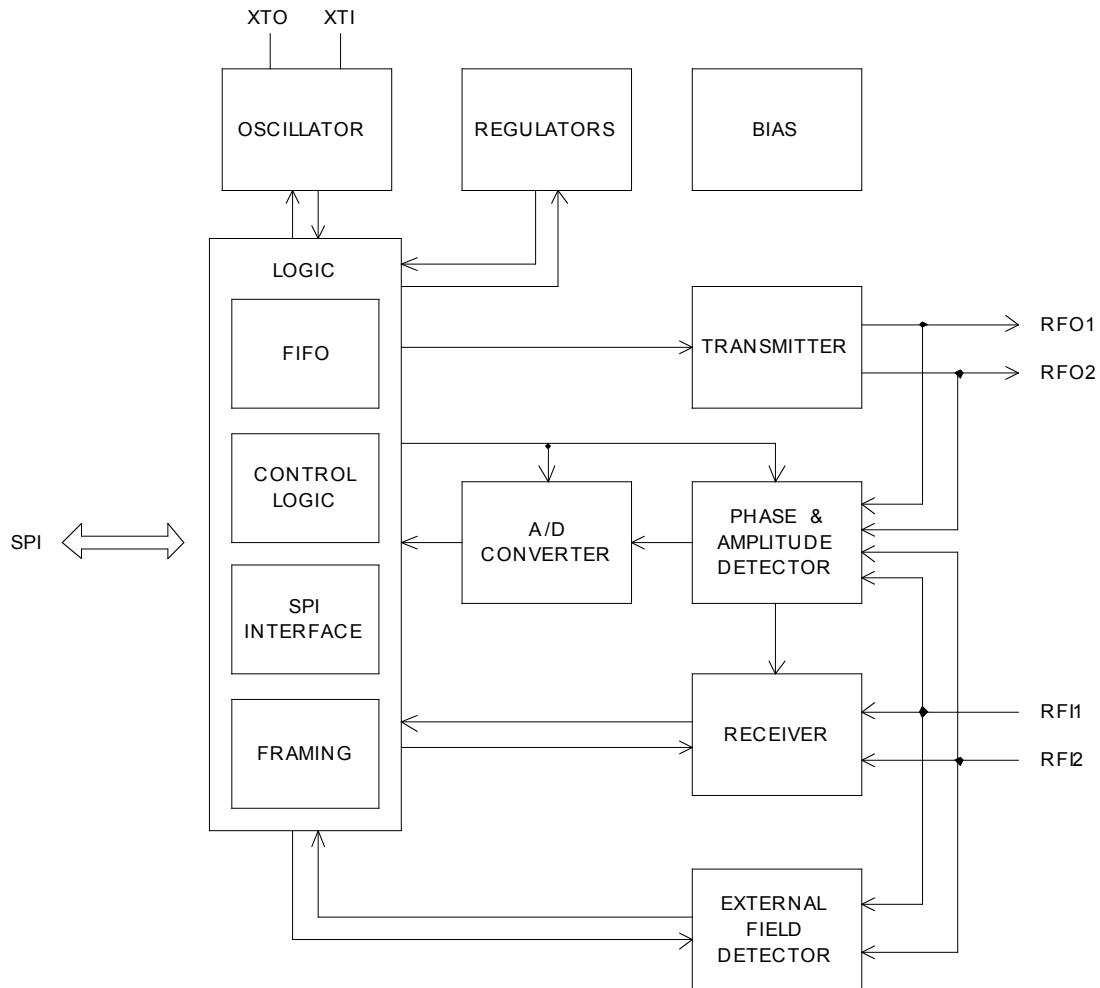 XTO XTI
OSCILLATOR
REGULATORS
BIAS
LOGIC
FIFO
TRANSMITTER
RFO1
RFO2
CONTROL
LOGIC
A/D
CONVERTER
PHASE &
AMPLITUDE
DETECTOR
SPI
SPI
INTERFACE
FRAMING
RECEIVER
RFI1
RFI2
EXTERNAL
FIELD
DETECTOR